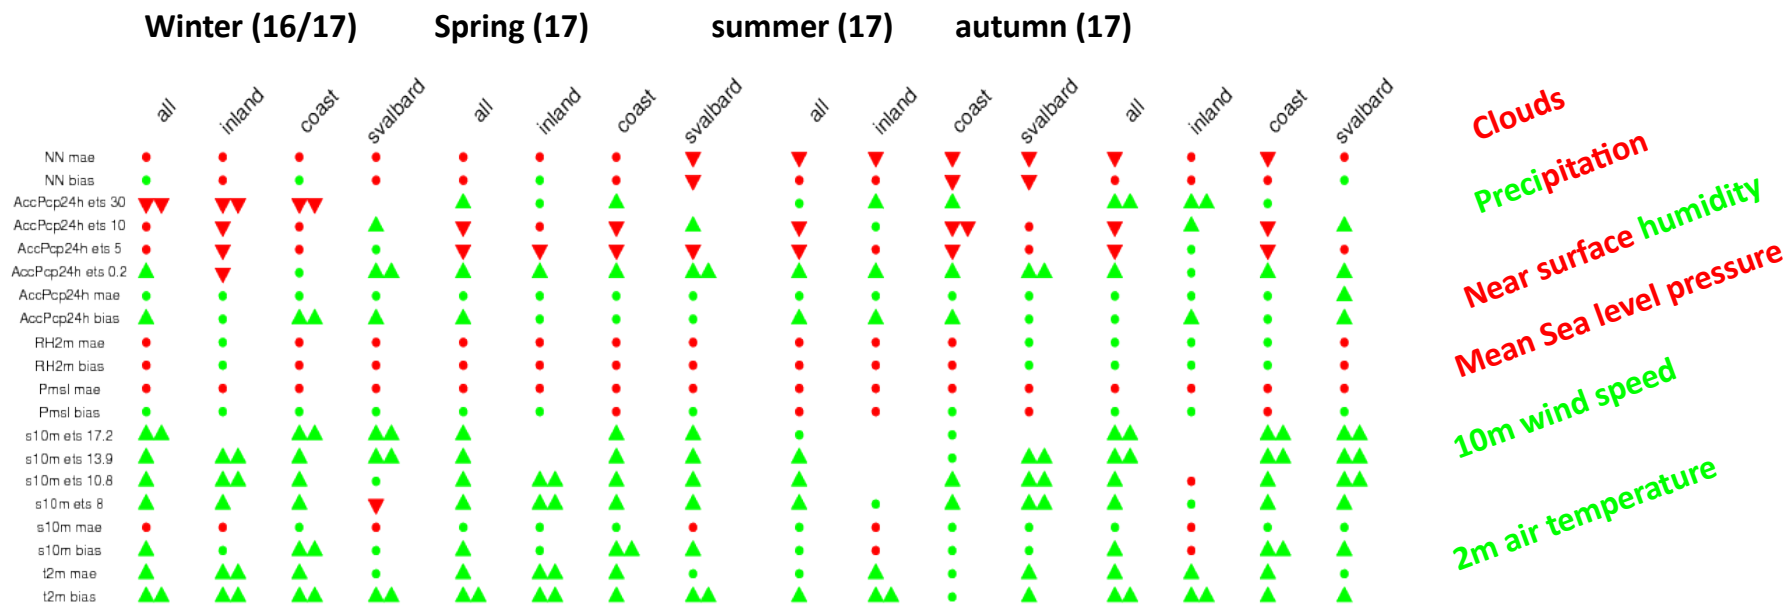 Winter (16/17) Spring (17) summer (17) autumn (17)
all inland coast svalbard all inland coast svalbard all inland coast svalbard all inland coast svalbard
NN mae
NN bias
AccPcp24h ets 30
AccPcp24h ets 10
AccPcp24h ets 5
AccPcp24h ets 0.2
AccPcp24h mae
AccPcp24h bias
RH2m mae
RH2m bias
Pmsl mae
Pmsl bias
s10m ets 17.2
s10m ets 13.9
s10m ets 10.8
s10m ets 8
s10m mae
s10m bias
t2m mae
t2m bias
Clouds
Precipitation
Near surface humidity
Mean Sea level pressure
10m wind speed
2m air temperature